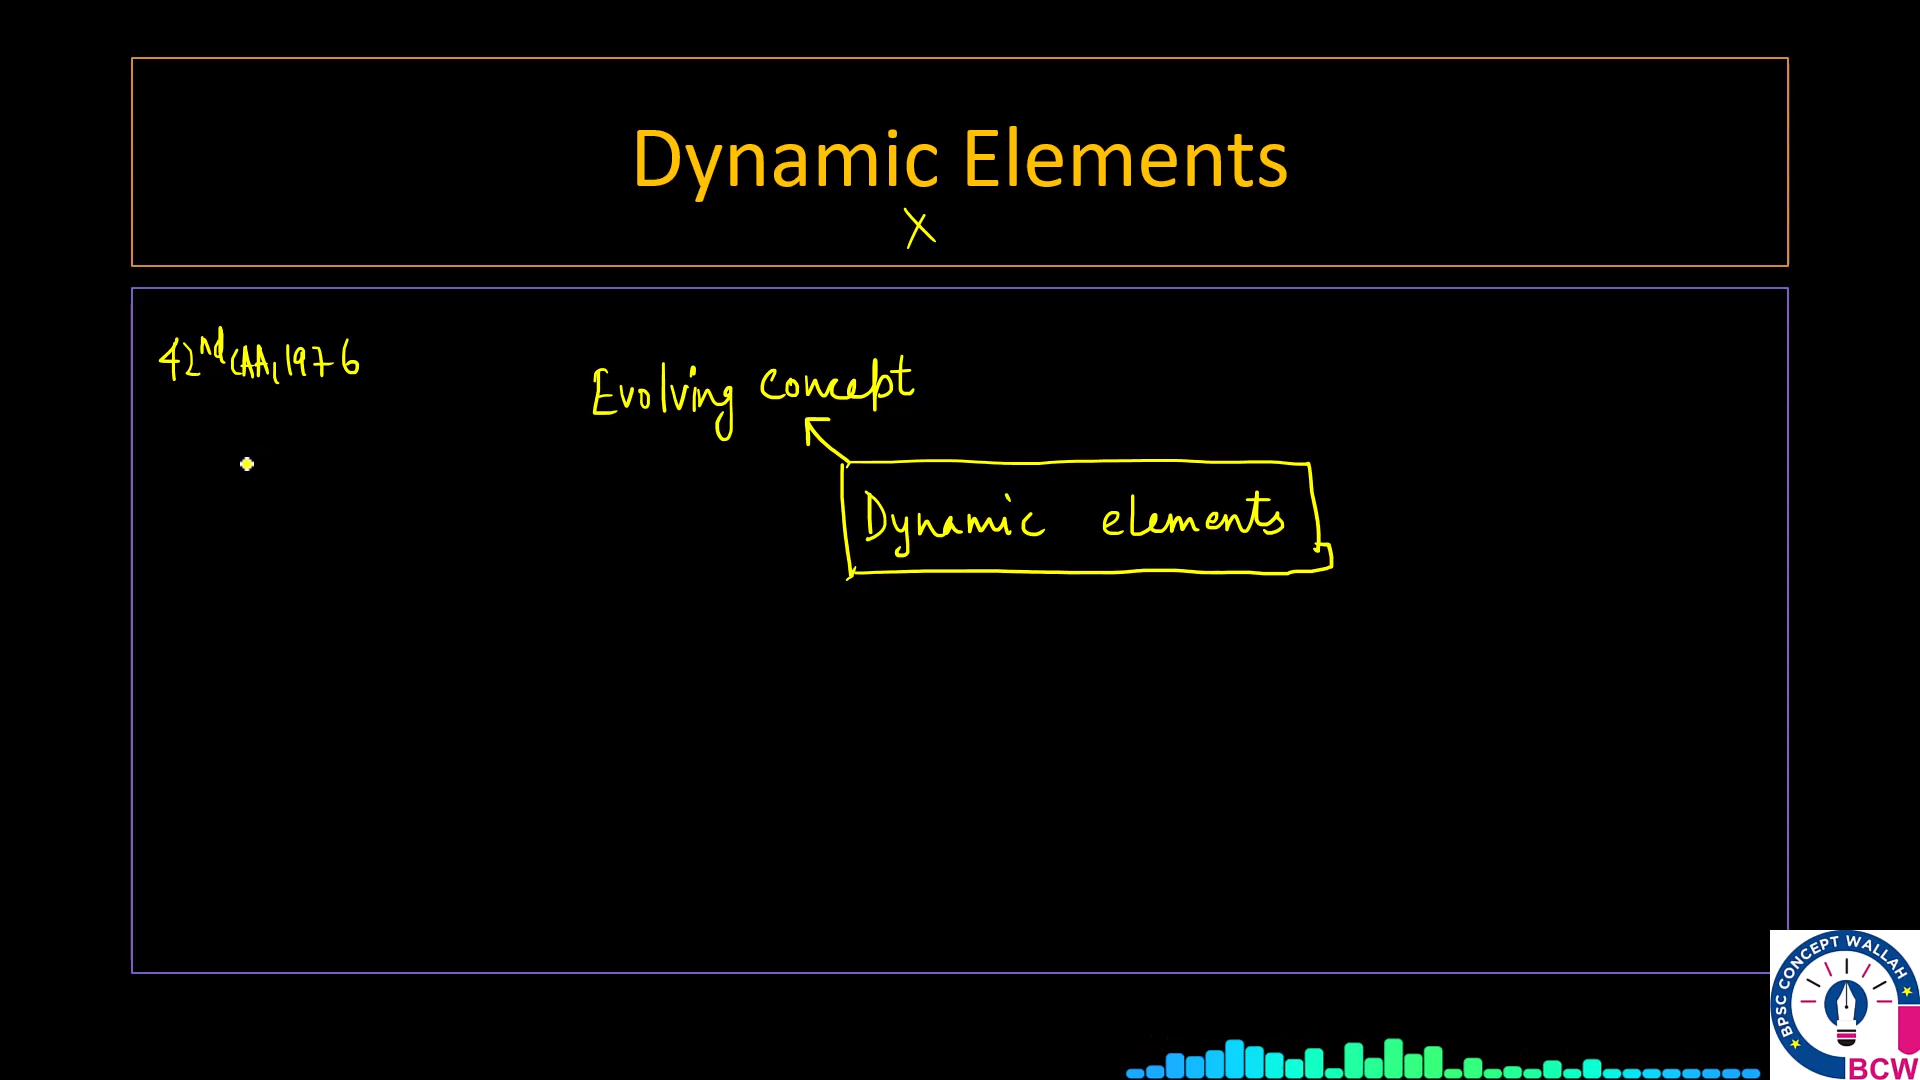 Dynamic Elements
X
42nd CAA, 1976
Evolving concept
Dynamic elements
BPSC CONCEPT WALLAH
BCW